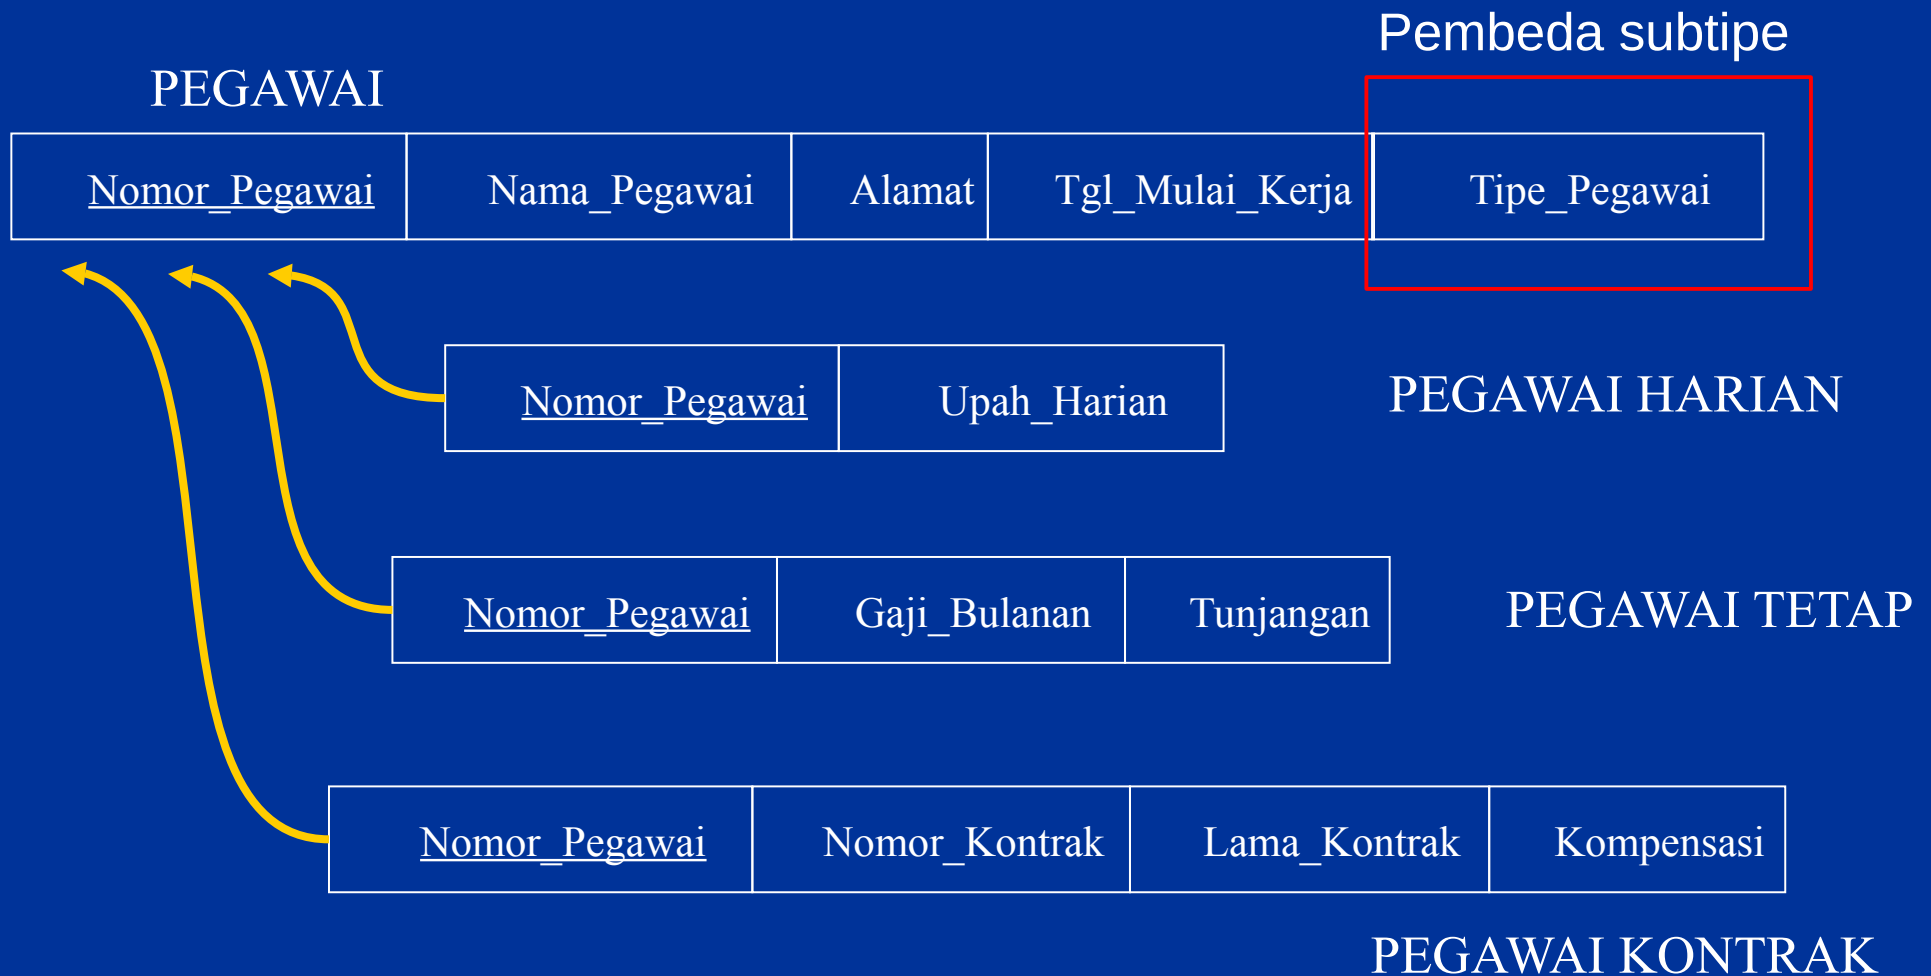 Pembeda subtipe
PEGAWAI
Nomor_Pegawai Nama_Pegawai Alamat Tgl_Mulai_Kerja Tipe_Pegawai
Nomor_Pegawai Upah_Harian PEGAWAI HARIAN
Nomor_Pegawai Gaji_Bulanan Tunjangan PEGAWAI TETAP
Nomor_Pegawai Nomor_Kontrak Lama_Kontrak Kompensasi
PEGAWAI KONTRAK